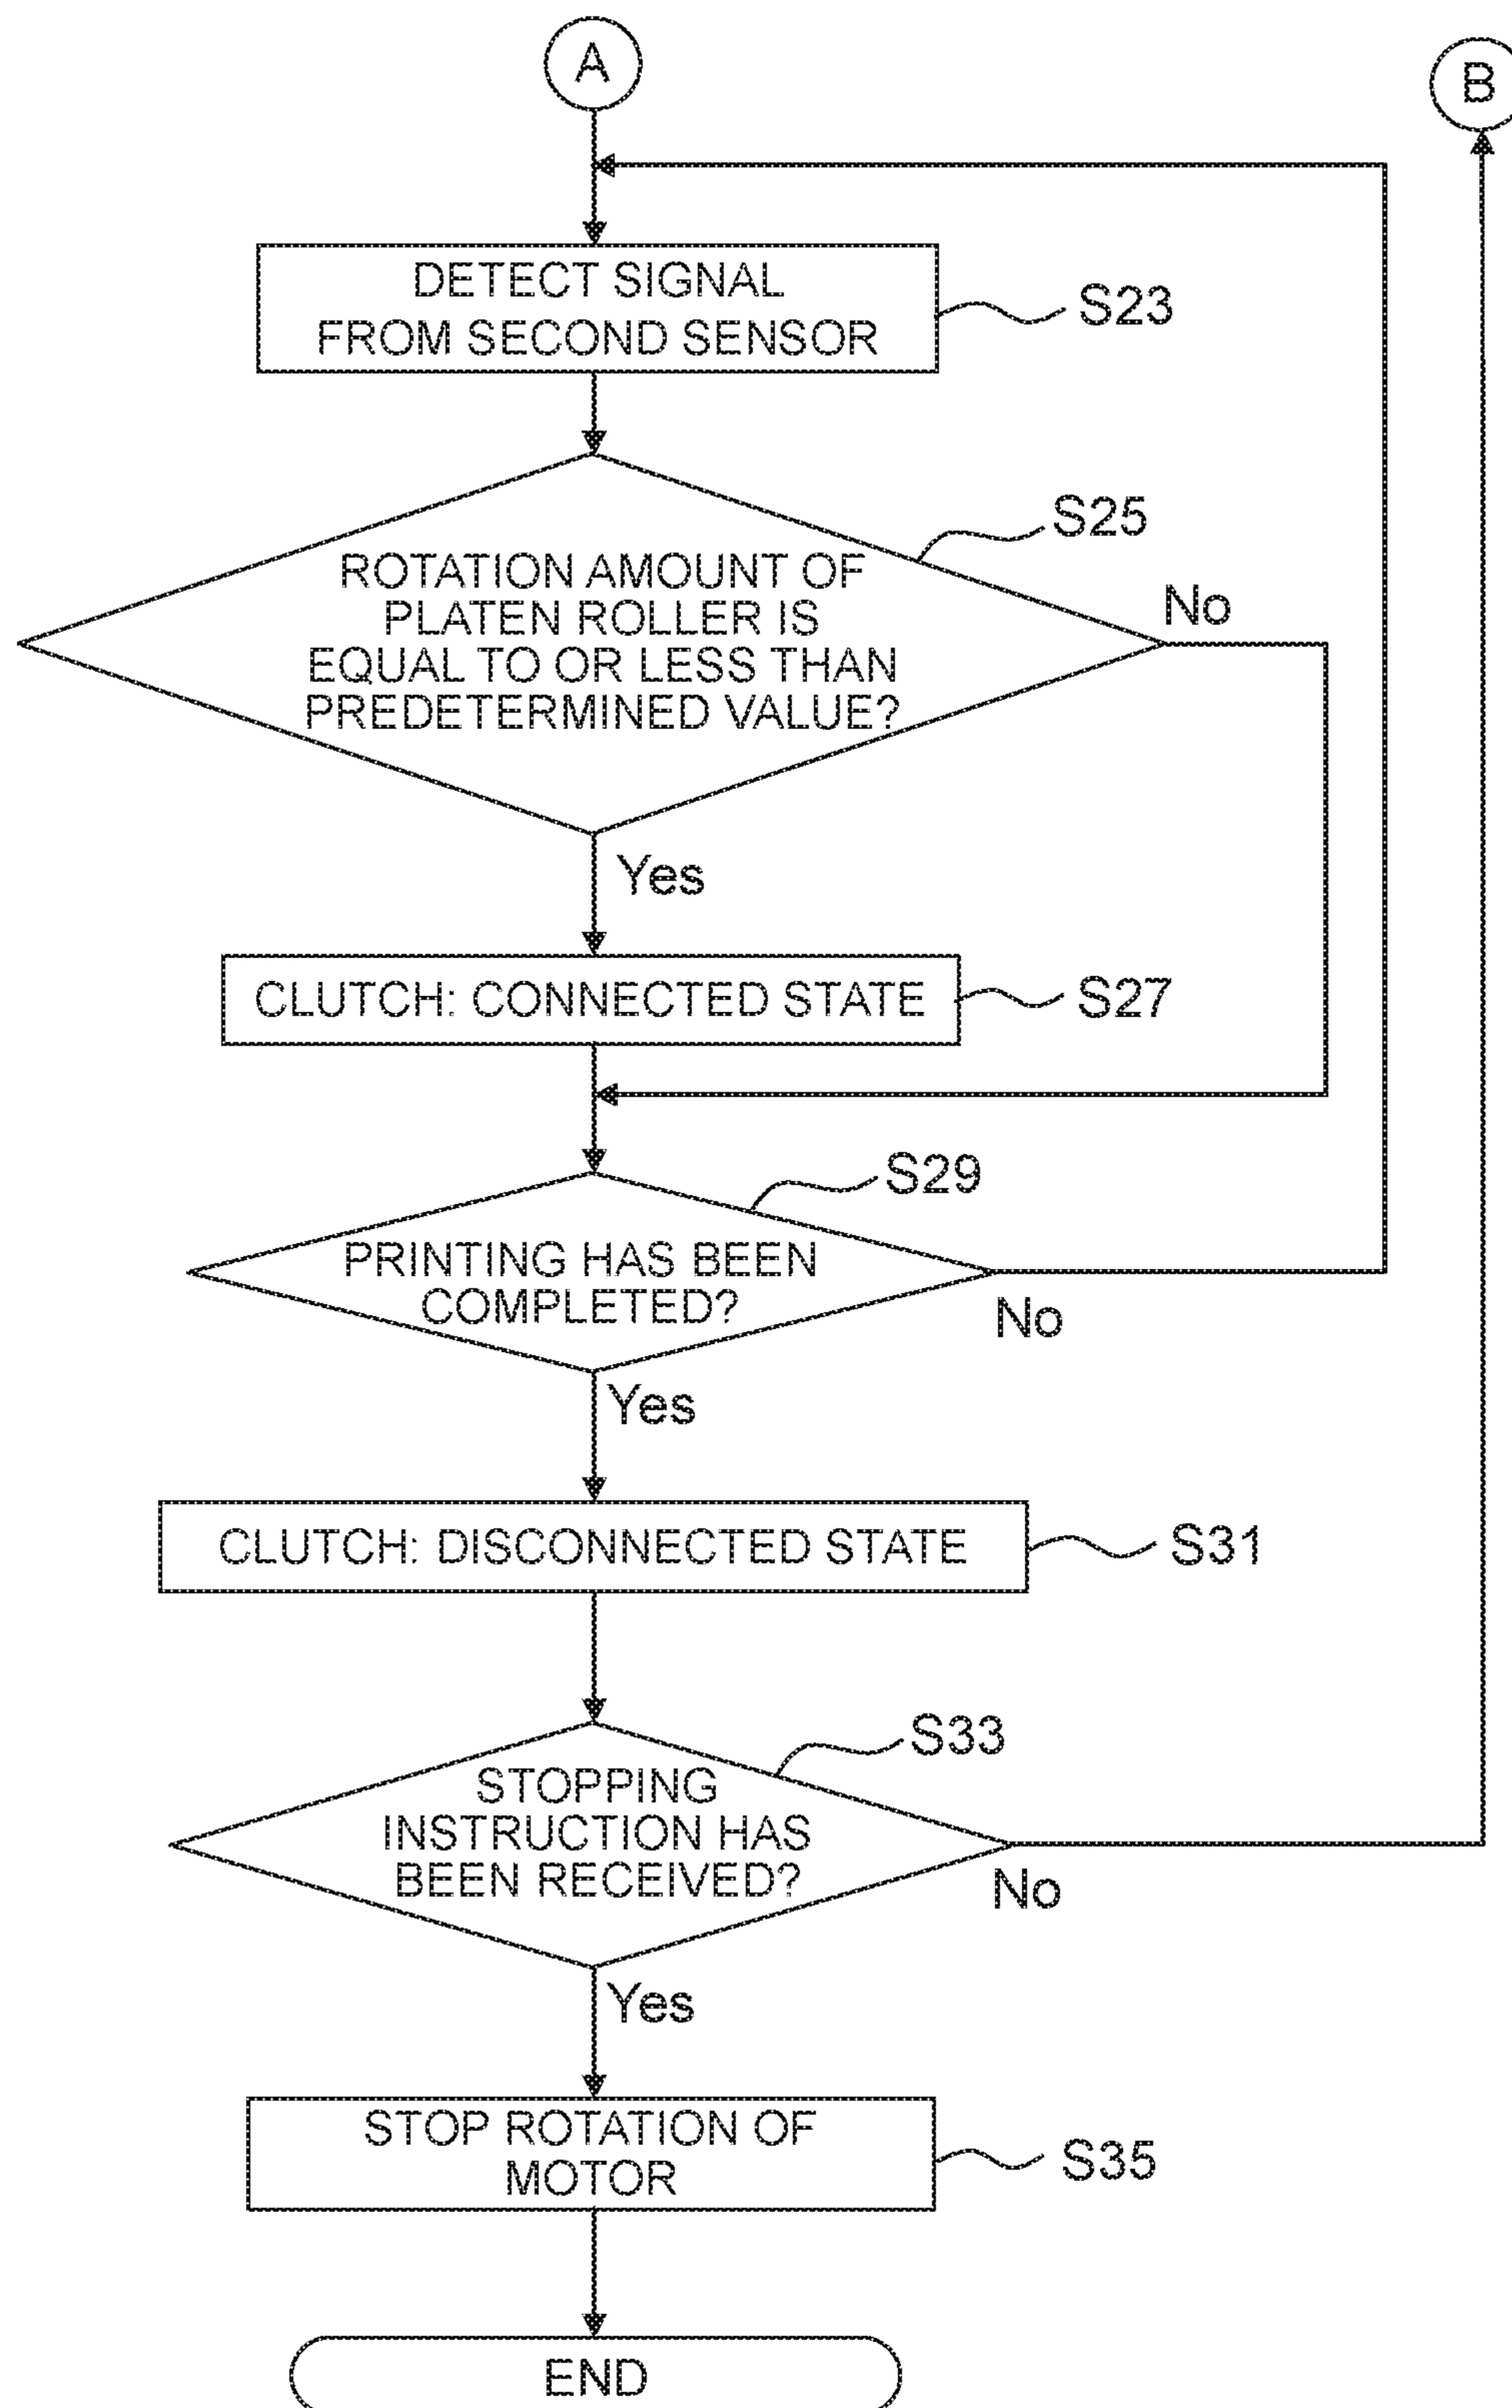 A
B
DETECT SIGNAL
FROM SECOND SENSOR
S23
S25
ROTATION AMOUNT OF
PLATEN ROLLER IS
EQUAL TO OR LESS THAN
PREDETERMINED VALUE?
No
Yes
CLUTCH: CONNECTED STATE
S27
S29
PRINTING HAS BEEN
COMPLETED?
No
Yes
CLUTCH: DISCONNECTED STATE
S31
S33
STOPPING
INSTRUCTION HAS
BEEN RECEIVED?
No
Yes
STOP ROTATION OF
MOTOR
S35
END